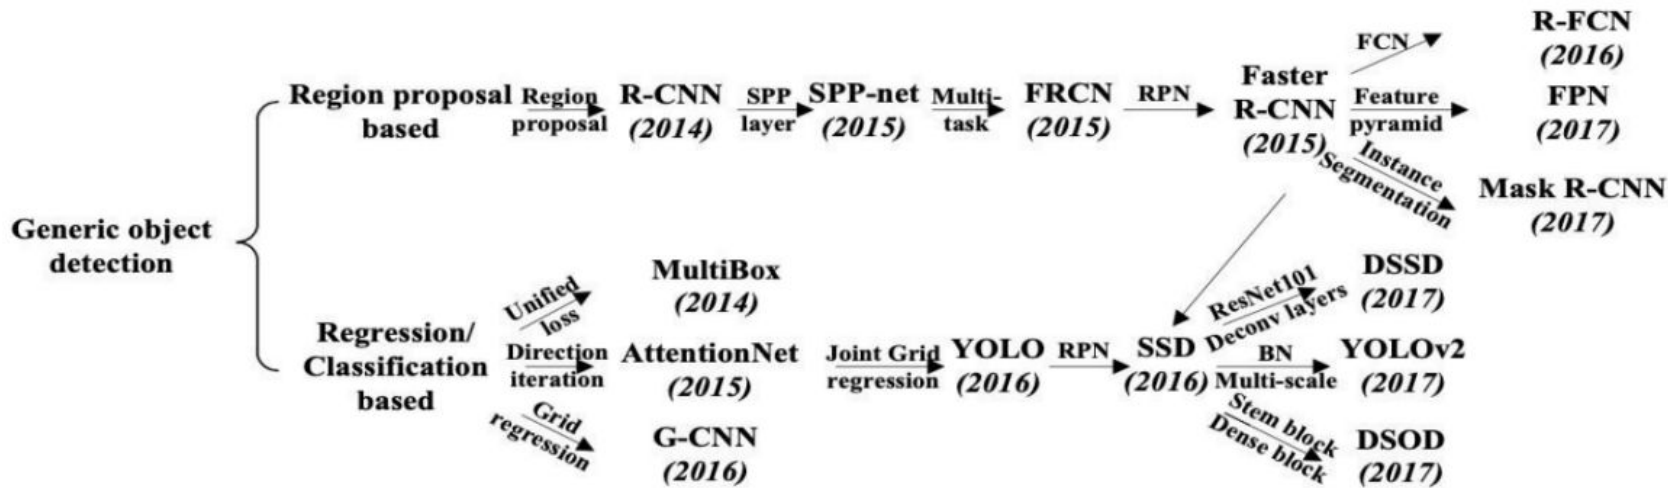 Generic object
detection
Region proposal
based
Region
proposal
R-CNN
(2014)
SPP
layer
SPP-net
(2015)
Multi-
task
FRCN
(2015)
RPN
Faster
R-CNN
(2015)
FCN
R-FCN
(2016)
Feature
pyramid
FPN
(2017)
Instance
Segmentation
Mask R-CNN
(2017)
Regression/
Classification
based
Unified
loss
MultiBox
(2014)
Direction
iteration
AttentionNet
(2015)
Grid
regression
G-CNN
(2016)
Joint Grid
regression
YOLO
(2016)
RPN
SSD
(2016)
ResNet101
Deconv layers
DSSD
(2017)
BN
Multi-scale
YOLOv2
(2017)
Stem block
Dense block
DSOD
(2017)